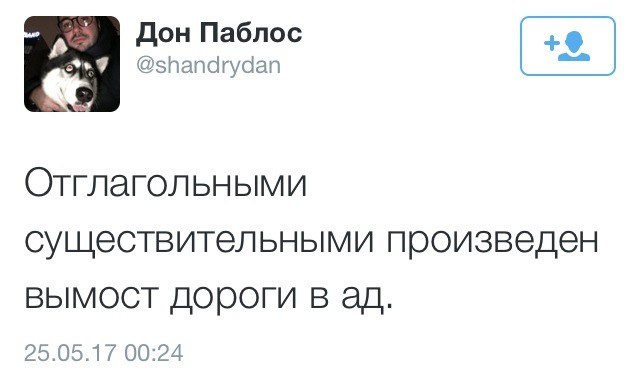 Дон Паблос
@shandrydan
Отглагольными
существительными произведен
вымост дороги в ад.
25.05.17 00:24